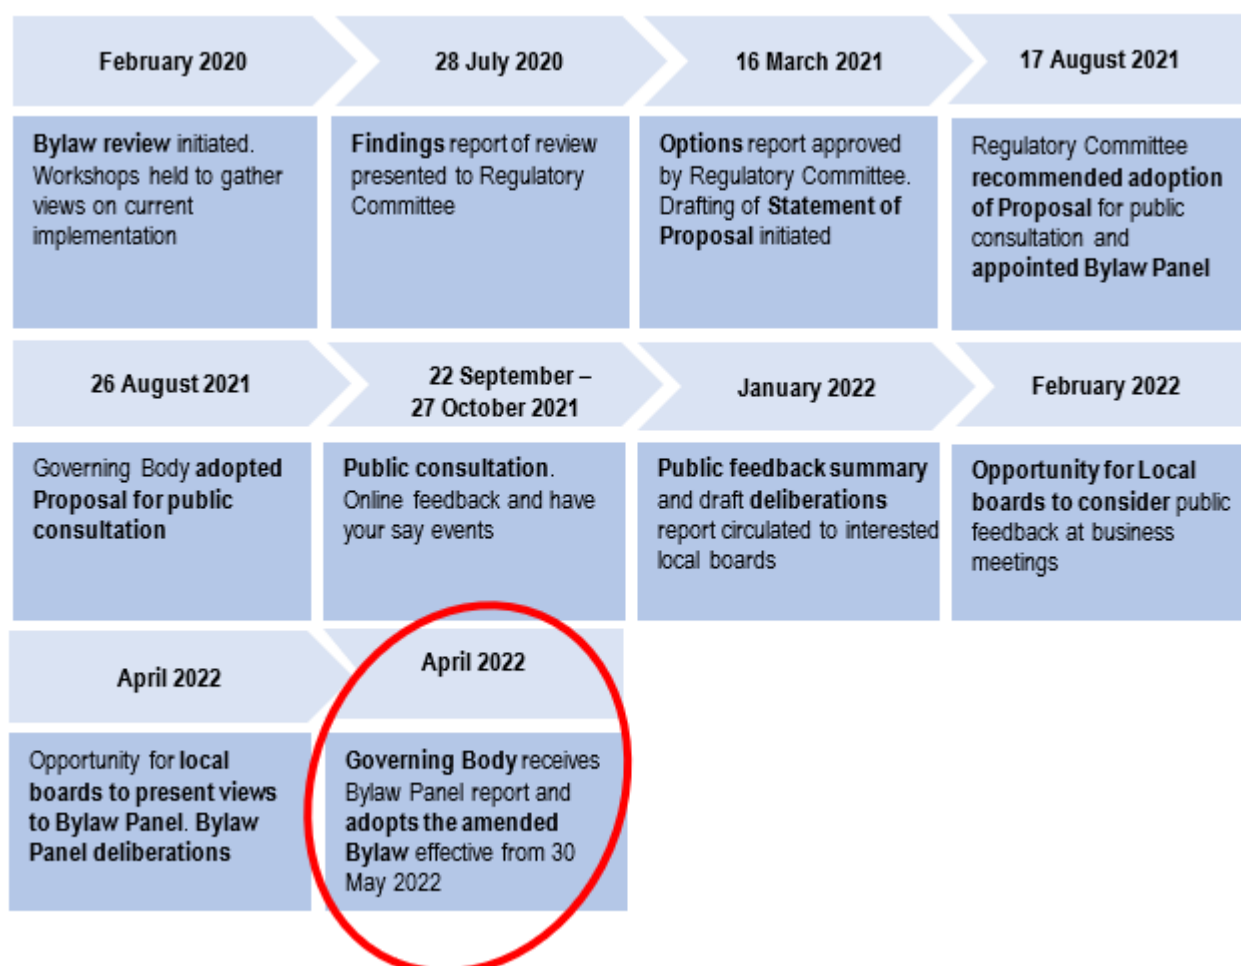 February 2020
28 July 2020
16 March 2021
17 August 2021
Bylaw review initiated.
Workshops held to gather
views on current
implementation
Findings report of review
presented to Regulatory
Committee
Options report approved
by Regulatory Committee.
Drafting of Statement of
Proposal initiated
Regulatory Committee
recommended adoption
of Proposal for public
consultation and
appointed Bylaw Panel
26 August 2021
22 September –
27 October 2021
January 2022
February 2022
Governing Body adopted
Proposal for public
consultation
Public consultation.
Online feedback and have
your say events
Public feedback summary
and draft deliberations
report circulated to interested
local boards
Opportunity for Local
boards to consider public
feedback at business
meetings
April 2022
April 2022
Opportunity for local
boards to present views
to Bylaw Panel. Bylaw
Panel deliberations
Governing Body receives
Bylaw Panel report and
adopts the amended
Bylaw effective from 30
May 2022